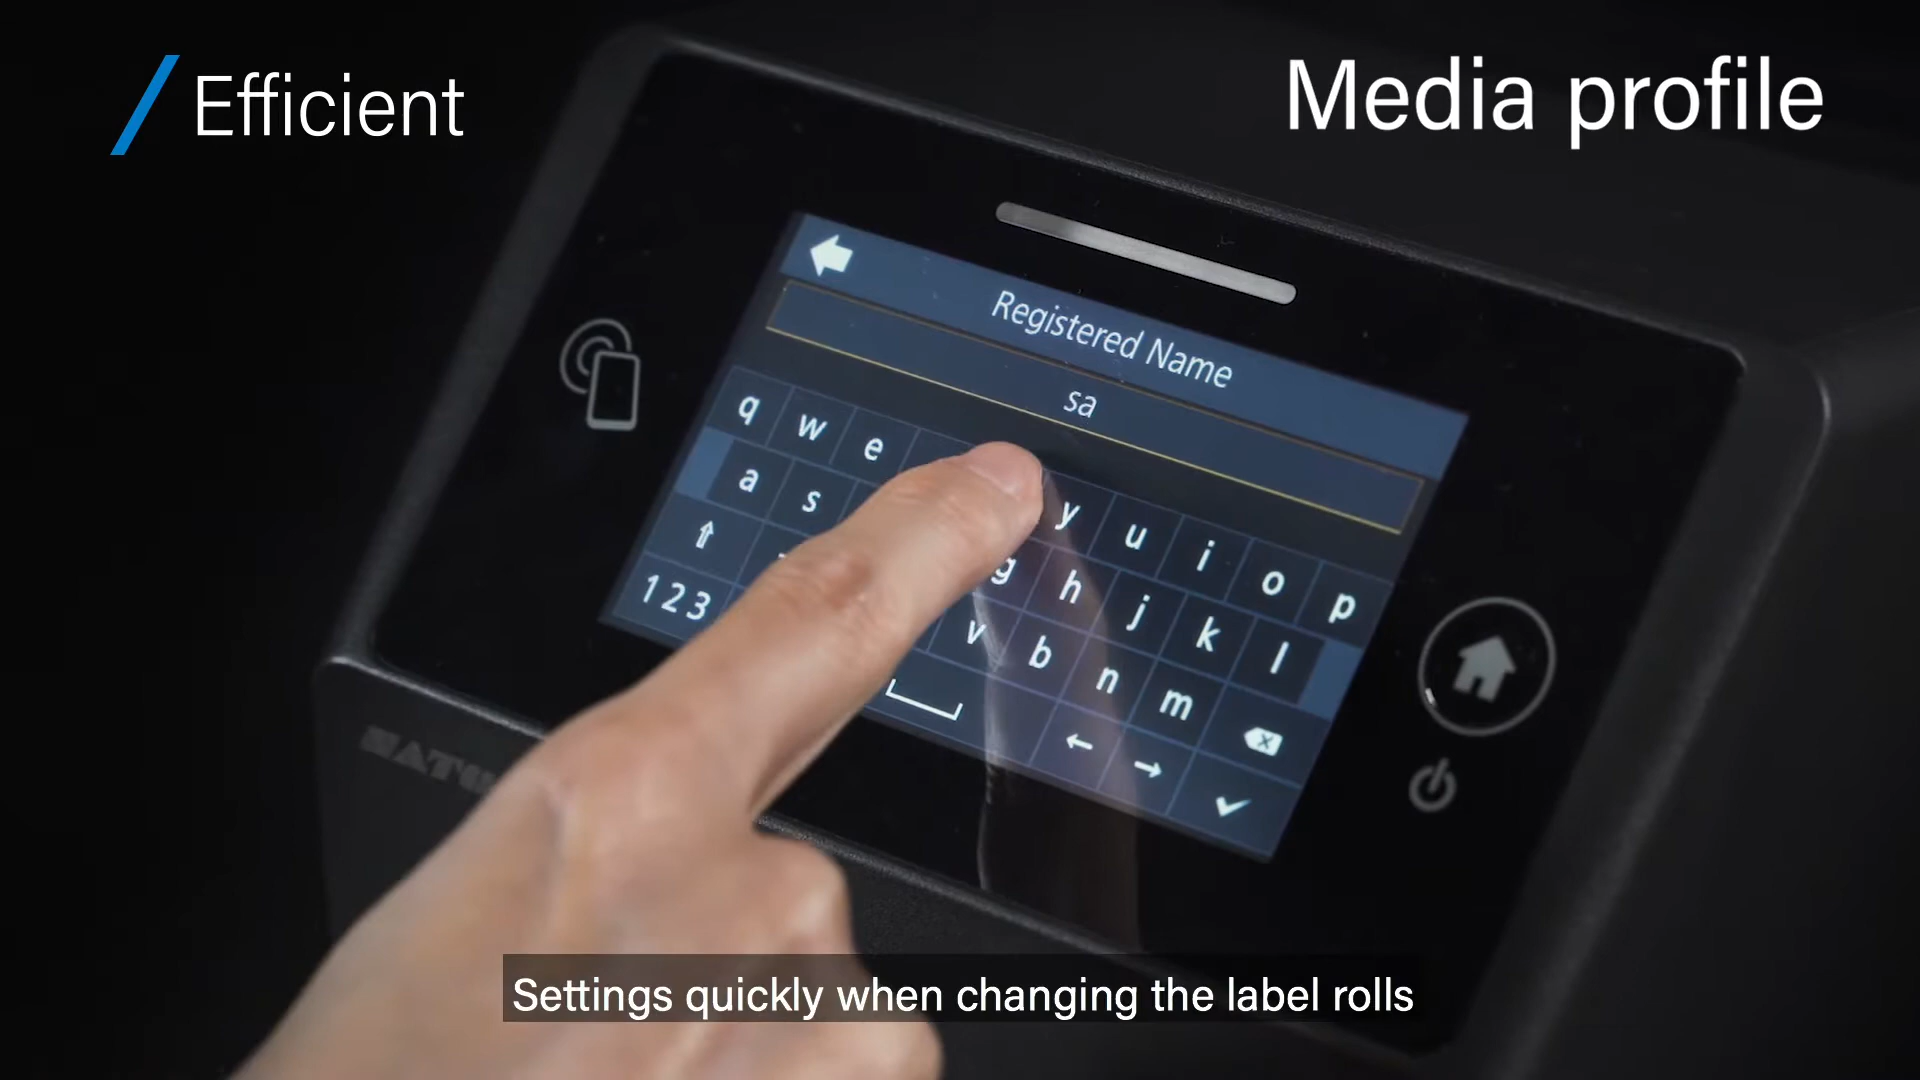 Efficient
Media profile
Registered Name
sa
q w e y u i o p
a s g h j k l
v b n m
123
Settings quickly when changing the label rolls